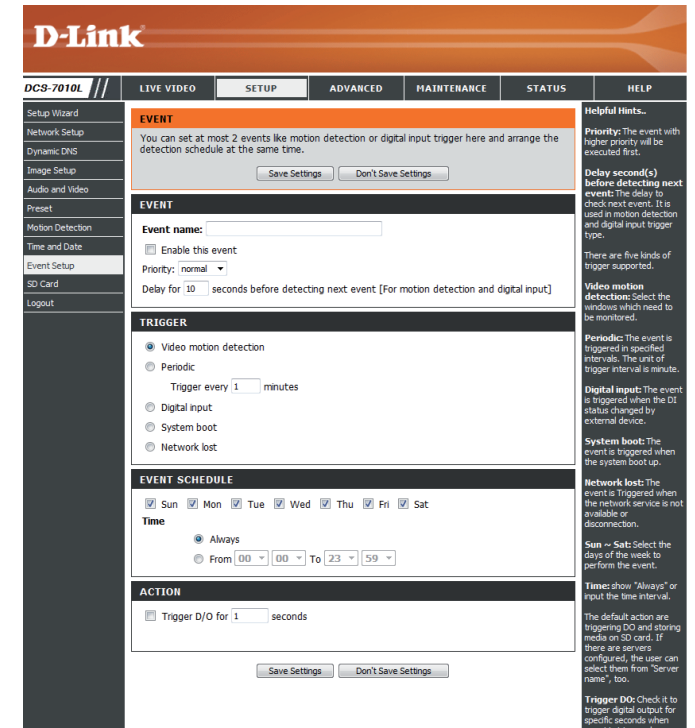 D-Link
DCS-7010L // LIVE VIDEO SETUP ADVANCED MAINTENANCE STATUS HELP
Setup Wizard
Network Setup
Dynamic DNS
Image Setup
Audio and Video
Preset
Motion Detection
Time and Date
Event Setup
SD Card
Logout
EVENT
You can set at most 2 events like motion detection or digital input trigger here and arrange the
detection schedule at the same time.
Save Settings Don't Save Settings
EVENT
Event name:
Enable this event
Priority: normal
Delay for 10 seconds before detecting next event [For motion detection and digital input]
TRIGGER
Video motion detection
Periodic
Trigger every 1 minutes
Digital input
System boot
Network lost
EVENT SCHEDULE
Sun Mon Tue Wed Thu Fri Sat
Time
Always
From 00 00 To 23 59
ACTION
Trigger D/O for 1 seconds
Save Settings Don't Save Settings
Helpful Hints..
Priority: The event with
higher priority will be
executed first.
Delay second(s)
before detecting next
event: The delay to
check next event. It is
used in motion detection
and digital input trigger
type.
There are five kinds of
trigger supported.
Video motion
detection: Select the
windows which need to
be monitored.
Periodic: The event is
triggered in specified
intervals. The unit of
trigger interval is minute.
Digital input: The event
is triggered when the DI
status changed by
external device.
System boot: The
event is triggered when
the system boot up.
Network lost: The
event is Triggered when
the network service is not
available or
disconnection.
Sun ~ Sat: Select the
days of the week to
perform the event.
Time: show "Always" or
input the time interval.
The default action are
triggering DO and storing
media on SD card. If
there are servers
configured, the user can
select them from "Server
name", too.
Trigger DO: Check it to
trigger digital output for
specific seconds when